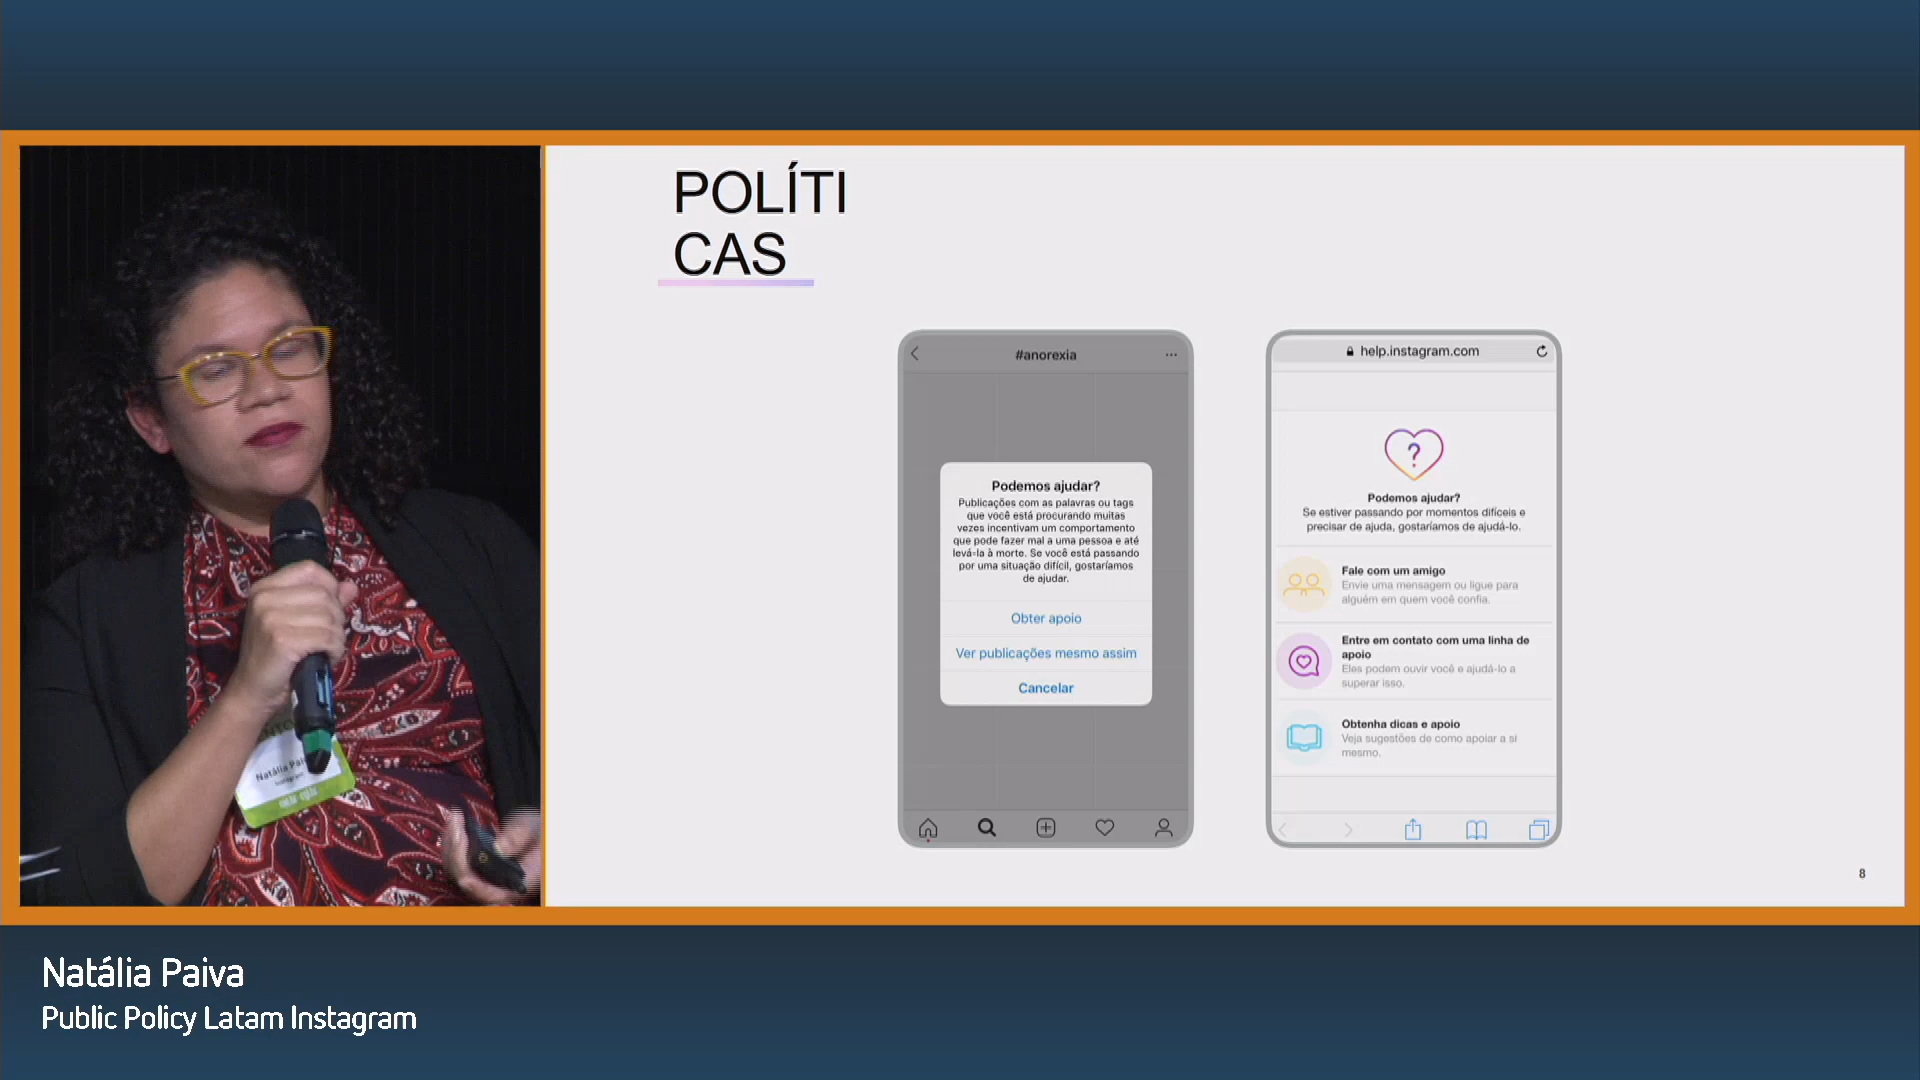 POLÍTI
CAS
#anorexia
Podemos ajudar?
Publicações com as palavras ou tags
que você está procurando muitas
vezes incentivam um comportamento
que pode fazer mal a uma pessoa e até
levá-la à morte. Se você está passando
por uma situação difícil, gostaríamos
de ajudar.
Obter apoio
Ver publicações mesmo assim
Cancelar
help.instagram.com
Podemos ajudar?
Se estiver passando por momentos difíceis e
precisar de ajuda, gostaríamos de ajudá-lo.
Fale com um amigo
Envie uma mensagem ou ligue para
alguém em quem você confia.
Entre em contato com uma linha de
apoio
Eles podem ouvir você e ajudá-lo a
superar isso.
Obtenha dicas e apoio
Veja sugestões de como apoiar a si
mesmo.
8
Natália
Instagram
Natália Paiva
Public Policy Latam Instagram